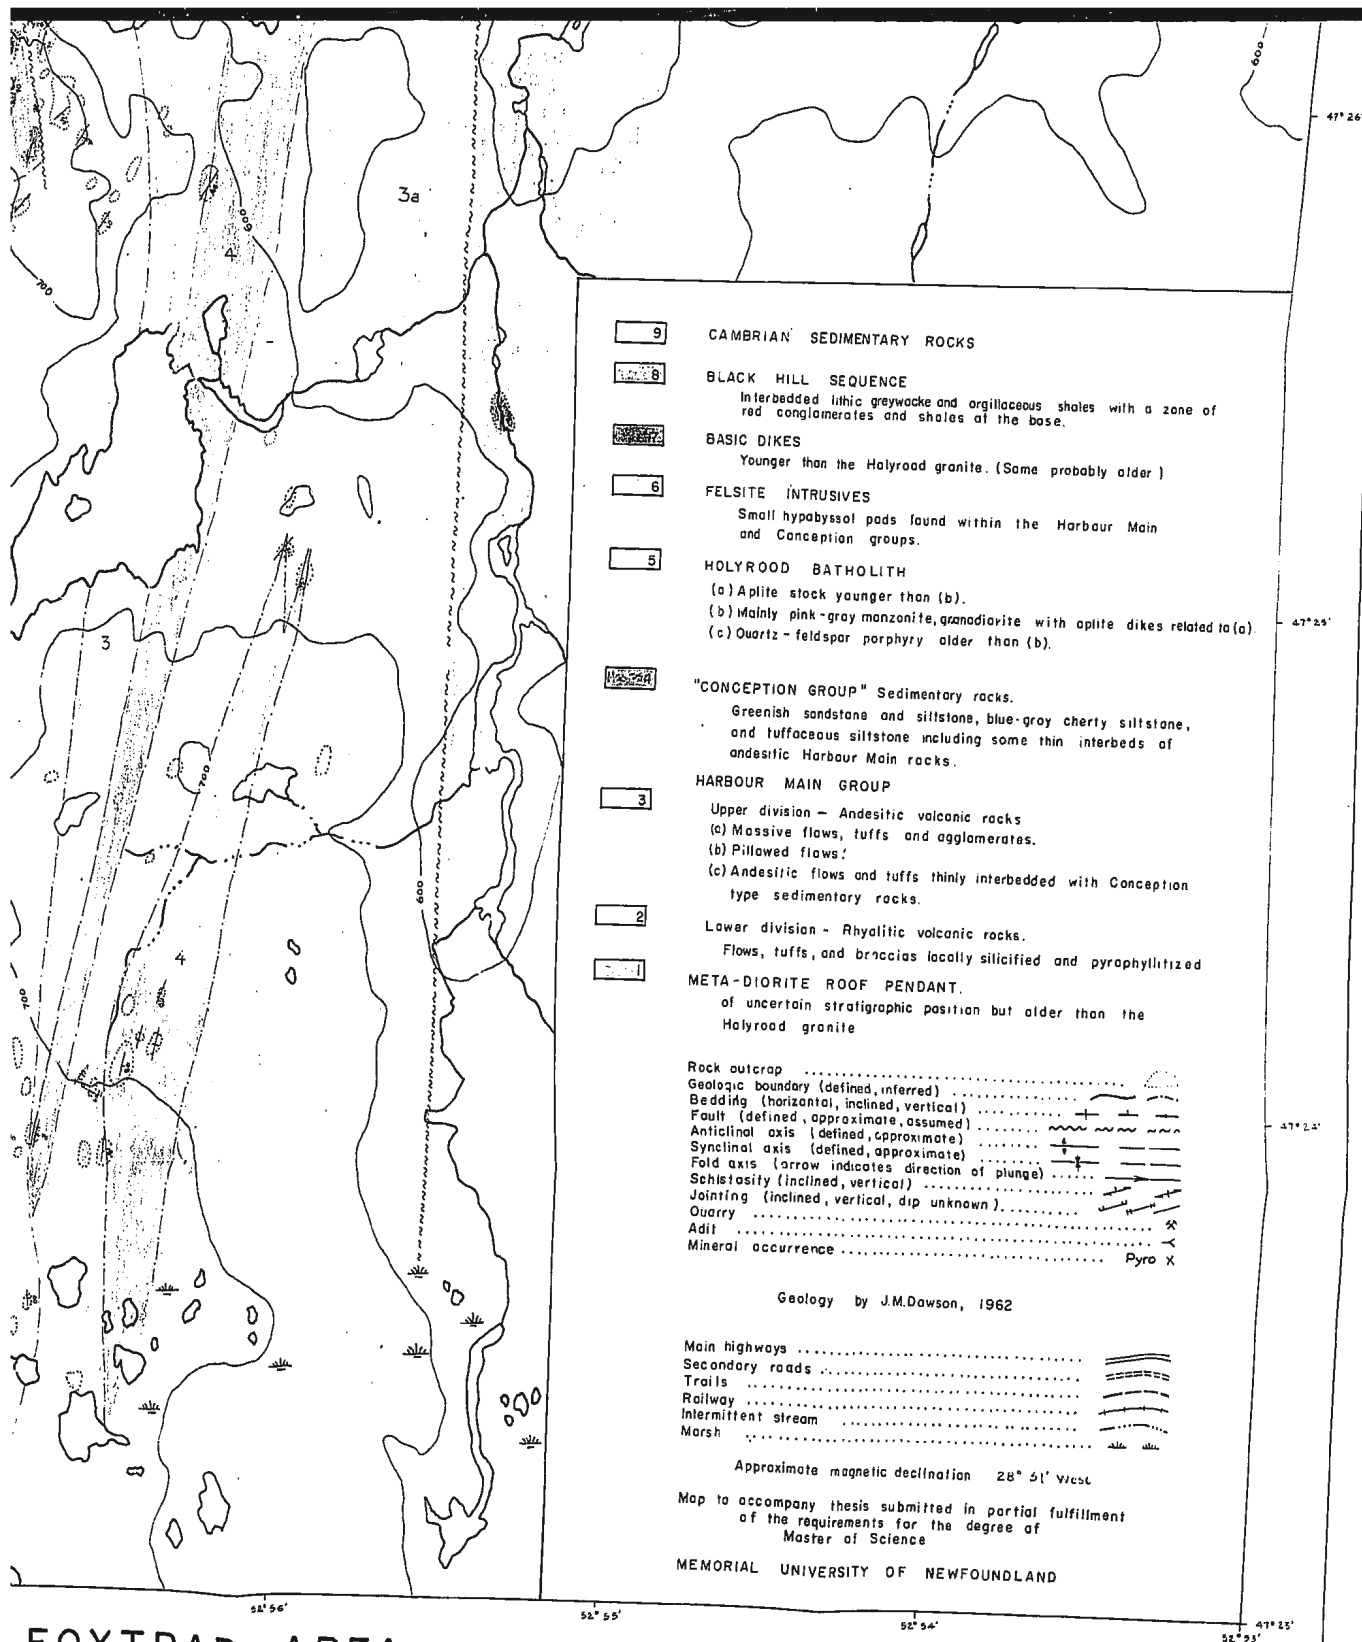 600
47° 26'
3a
600
4
700
9 CAMBRIAN SEDIMENTARY ROCKS
8 BLACK HILL SEQUENCE
Interbedded lithic greywacke and orgillaceous shales with a zone of
red conglomerates and shales at the base.
BASIC DIKES
Younger than the Holyrood granite. (Some probably older )
6 FELSITE INTRUSIVES
Small hypabyssal pods found within the Harbour Main
and Conception groups.
5 HOLYROOD BATHOLITH
(a) Aplite stock younger than (b).
(b) Mainly pink-gray monzonite, granodiorite with aplite dikes related to (a).
(c) Quartz - feldspar porphyry older than (b).
47° 25'
3
"CONCEPTION GROUP" Sedimentary rocks.
Greenish sandstone and siltstone, blue-gray cherty siltstone,
and tuffaceous siltstone including some thin interbeds of
andesitic Harbour Main rocks.
700
HARBOUR MAIN GROUP
3 Upper division — Andesitic volcanic rocks
(a) Massive flows, tuffs and agglomerates.
(b) Pillowed flows.
(c) Andesitic flows and tuffs thinly interbedded with Conception
type sedimentary rocks.
600
2 Lower division - Rhyolitic volcanic rocks.
Flows, tuffs, and breccias locally silicified and pyrophyllitized
4
700
1 META-DIORITE ROOF PENDANT.
of uncertain stratigraphic position but older than the
Holyrood granite
Rock outcrop
Geologic boundary (defined, inferred)
Bedding (horizontal, inclined, vertical)
Fault (defined, approximate, assumed)
Anticlinal axis (defined, approximate)
Synclinal axis (defined, approximate)
Fold axis (arrow indicates direction of plunge)
Schistosity (inclined, vertical)
Jointing (inclined, vertical, dip unknown)
Quarry
Adit
Mineral occurrence Pyro X
47° 24'
Geology by J.M.Dawson, 1962
Main highways
Secondary roads
Trails
Railway
Intermittent stream
Marsh
Approximate magnetic declination 28° 51' West
Map to accompany thesis submitted in partial fulfillment
of the requirements for the degree of
Master of Science
MEMORIAL UNIVERSITY OF NEWFOUNDLAND
52° 56' 52° 55' 52° 54' 52° 53' 47° 23'
FOXTRAP AREA